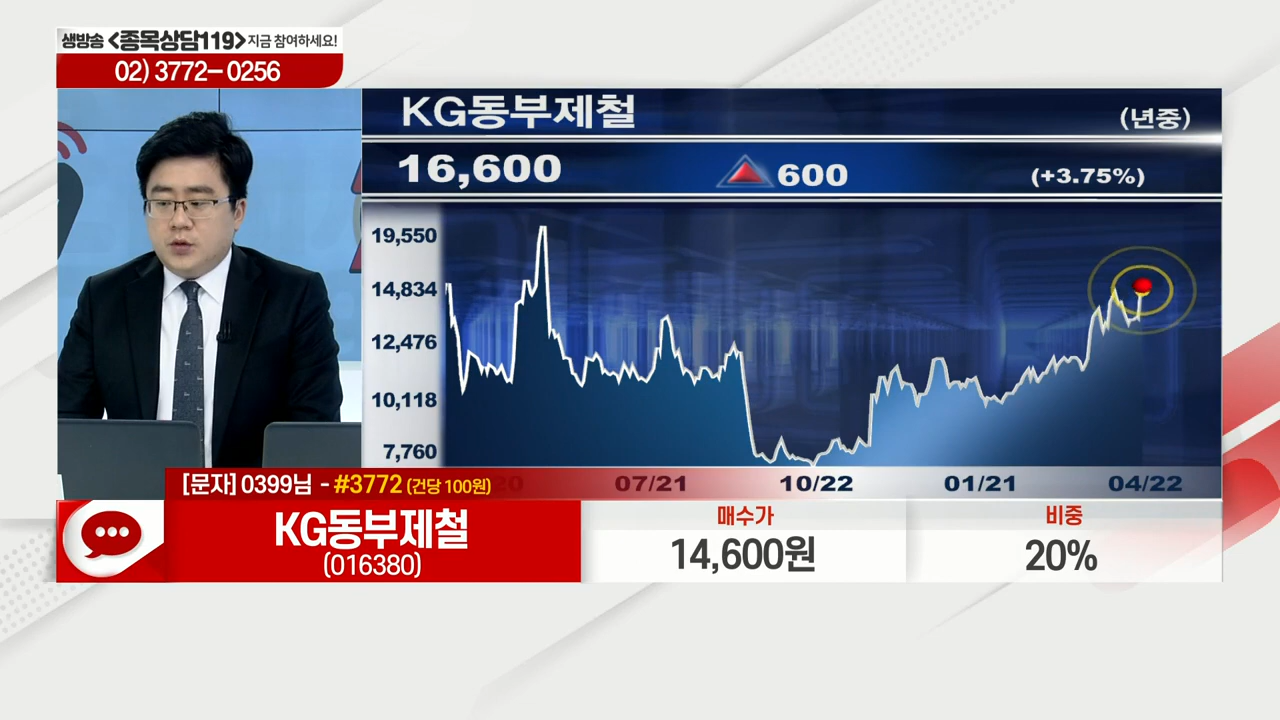 생방송 <종목상담119> 지금 참여하세요!
02) 3772-0256
KG동부제철
(년중)
16,600
600
(+3.75%)
19,550
14,834
12,476
10,118
7,760
20
07/21
10/22
01/21
04/22
[문자] 0399님 - #3772 (건당 100원)
KG동부제철
(016380)
매수가
14,600원
비중
20%